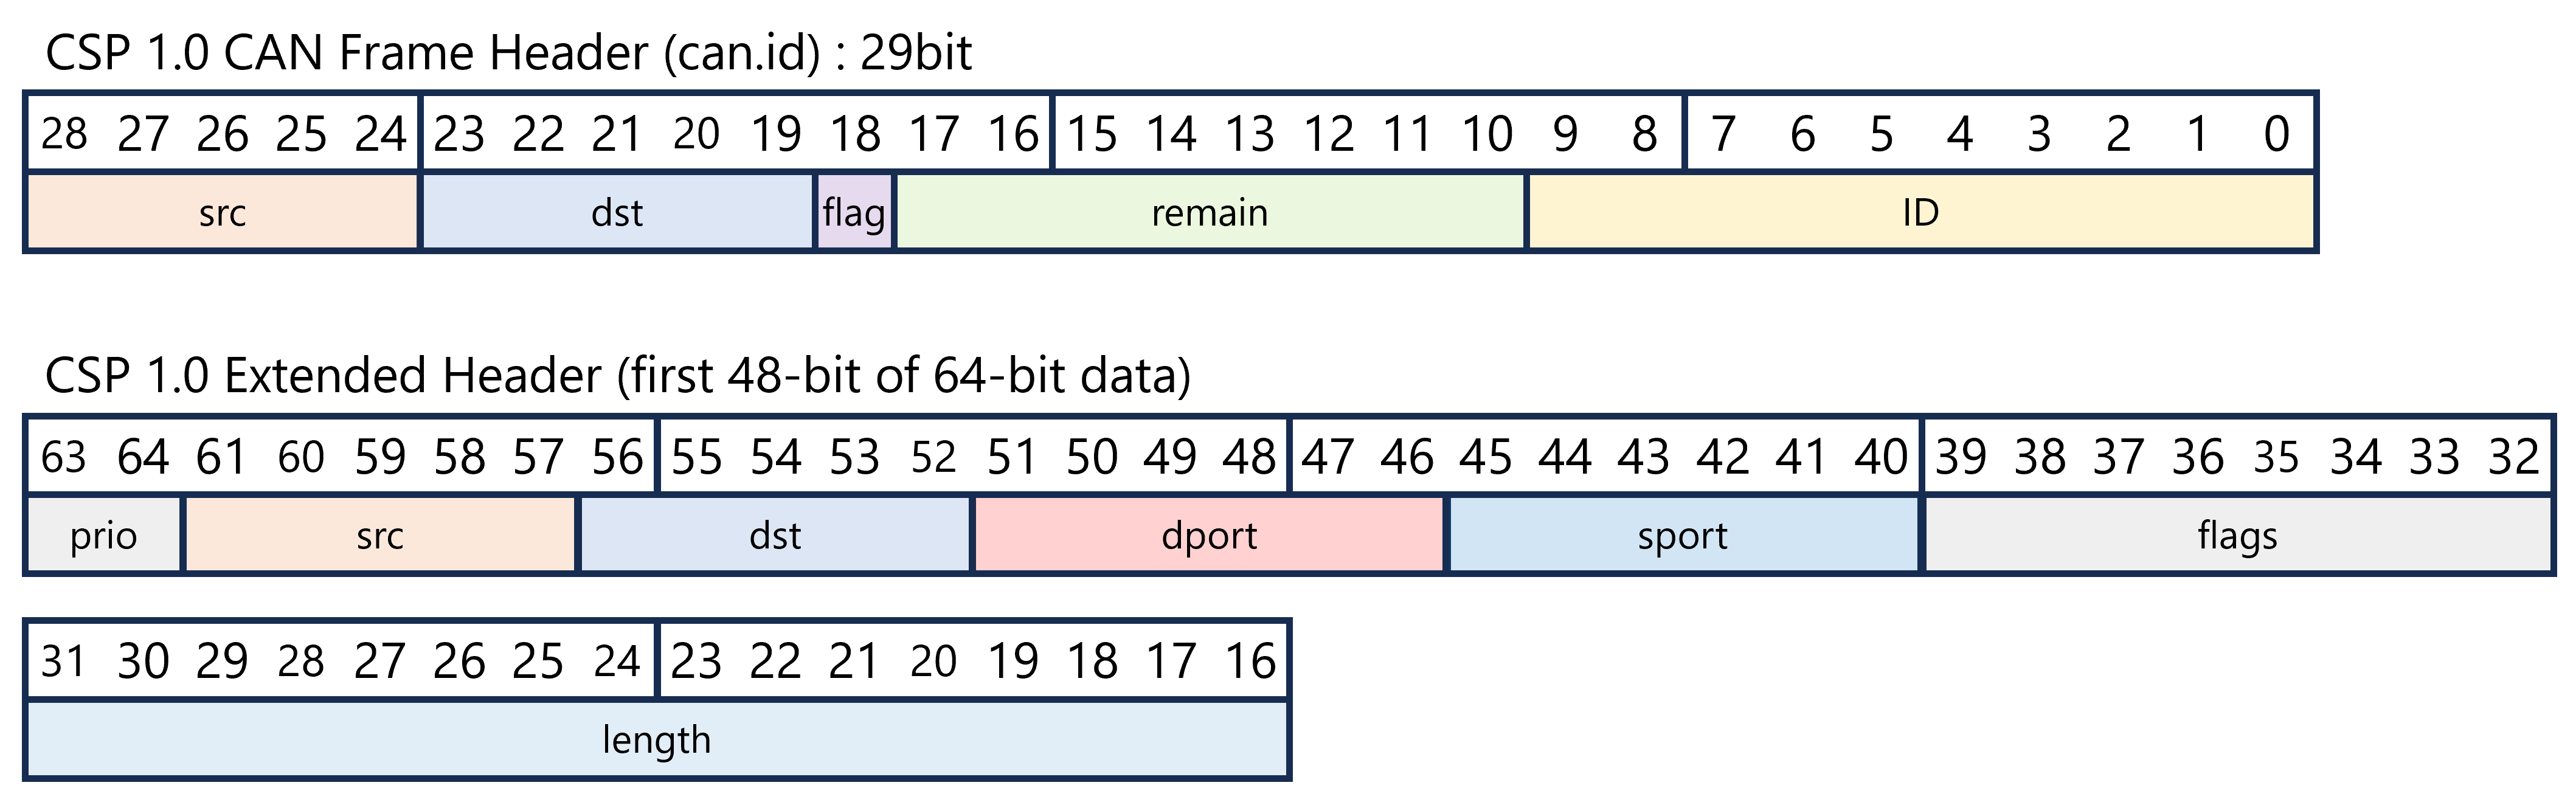 CSP 1.0 CAN Frame Header (can.id) : 29bit
28 27 26 25 24 23 22 21 20 19 18 17 16 15 14 13 12 11 10 9 8 7 6 5 4 3 2 1 0
src dst flag remain ID
CSP 1.0 Extended Header (first 48-bit of 64-bit data)
63 64 61 60 59 58 57 56 55 54 53 52 51 50 49 48 47 46 45 44 43 42 41 40 39 38 37 36 35 34 33 32
prio src dst dport sport flags
31 30 29 28 27 26 25 24 23 22 21 20 19 18 17 16
length